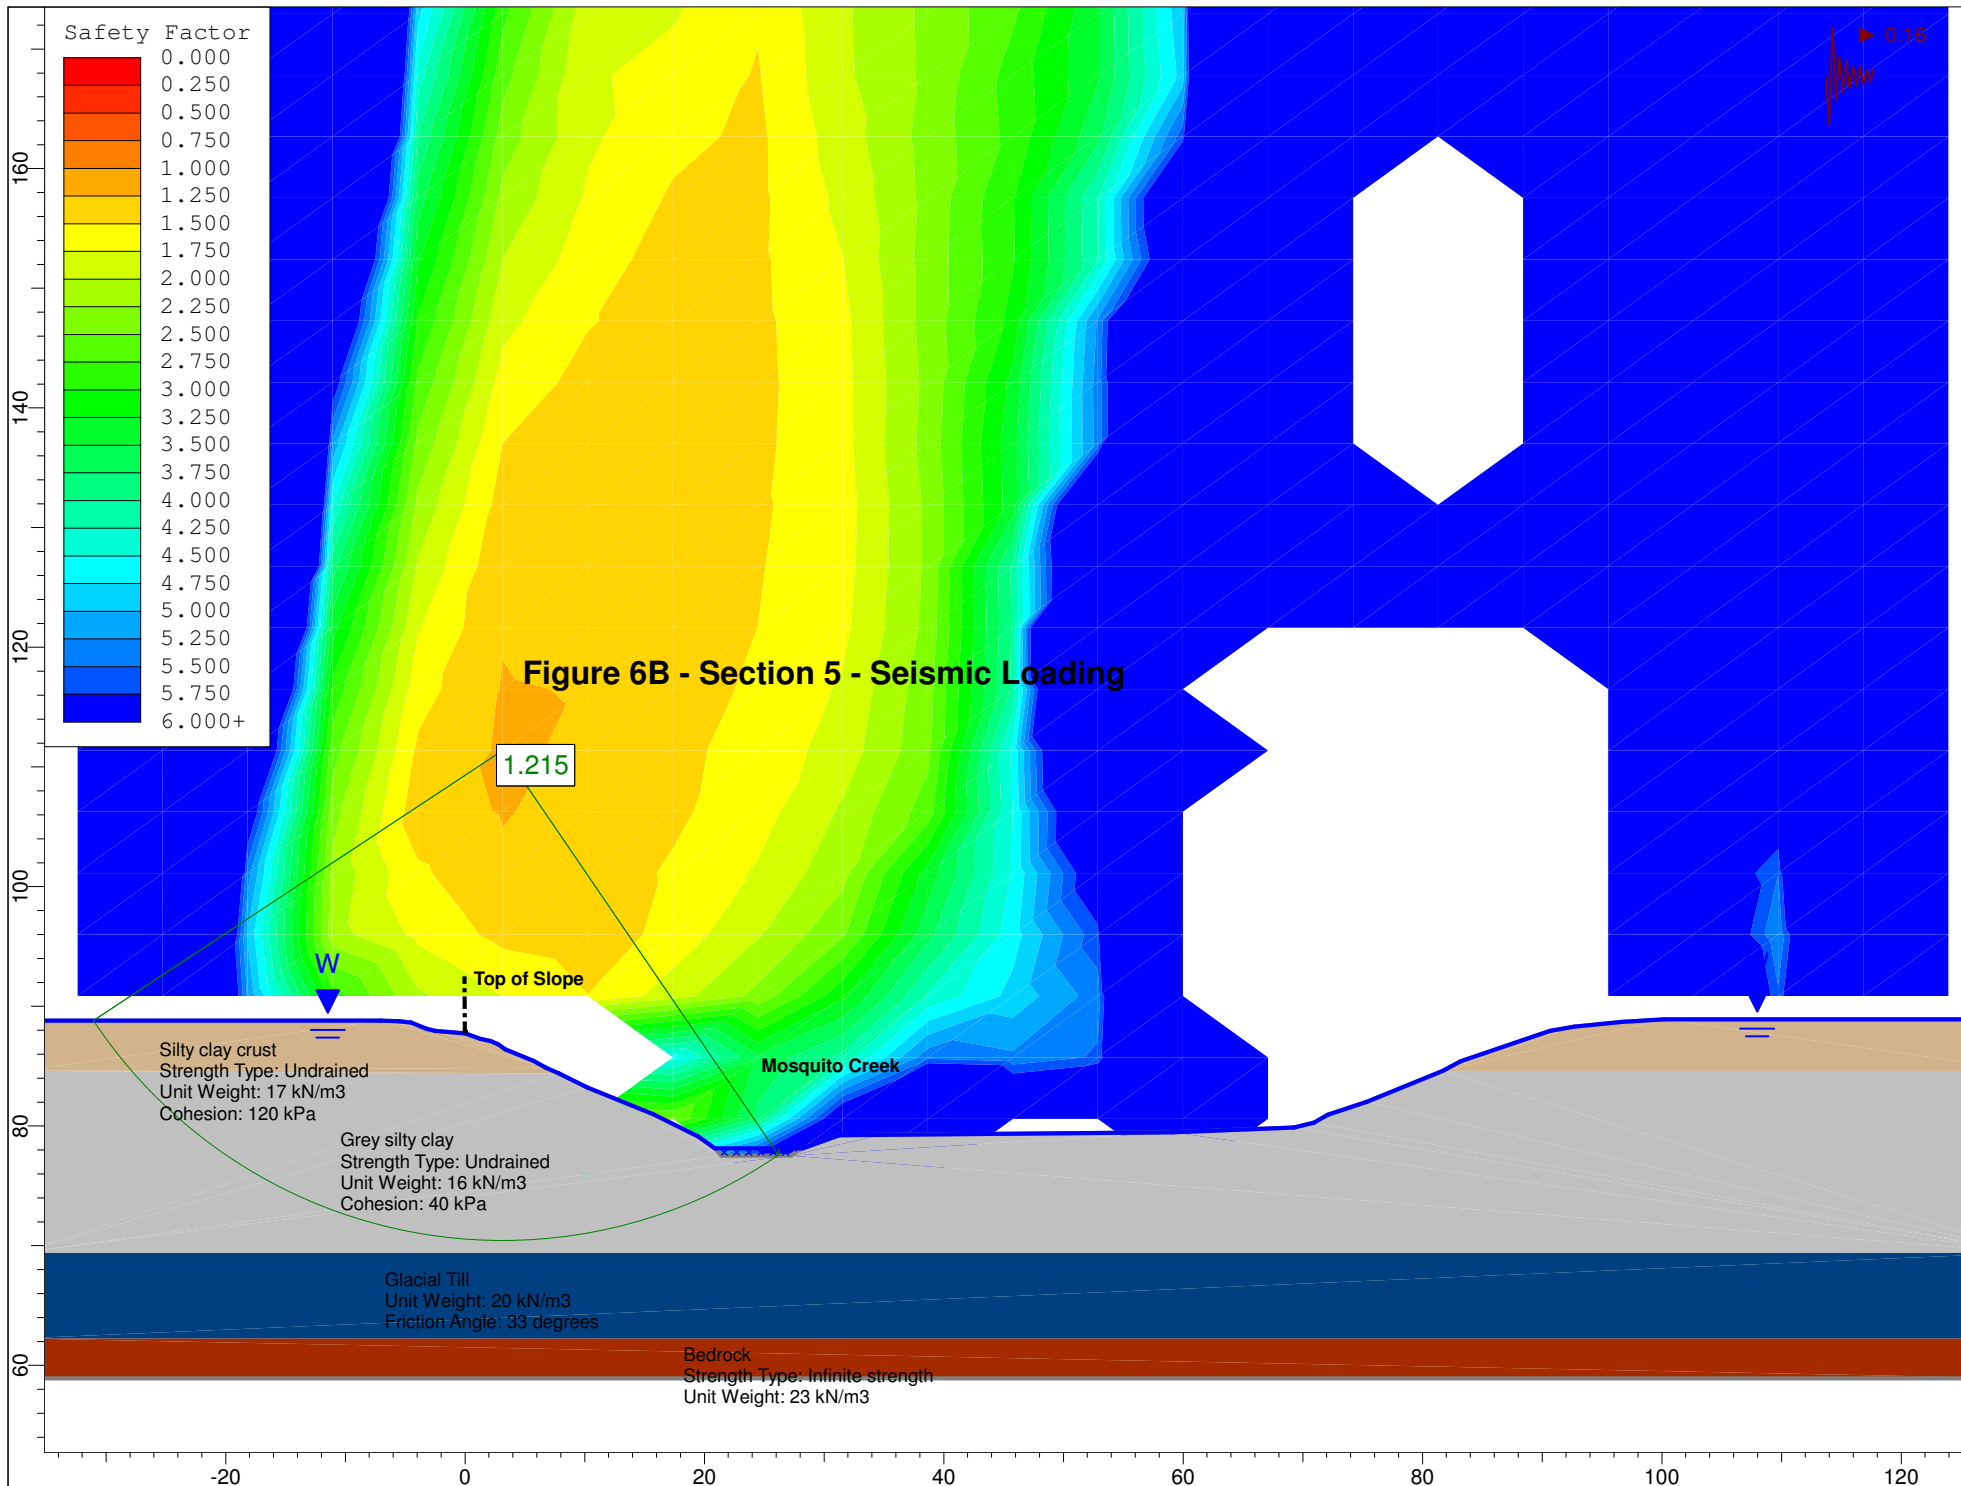 Safety Factor
0.000
0.250
0.500
0.750
1.000
1.250
1.500
1.750
2.000
2.250
2.500
2.750
3.000
3.250
3.500
3.750
4.000
4.250
4.500
4.750
5.000
5.250
5.500
5.750
6.000+
0.16
Figure 6B - Section 5 - Seismic Loading
1.215
W
Top of Slope
Mosquito Creek
Silty clay crust
Strength Type: Undrained
Unit Weight: 17 kN/m3
Cohesion: 120 kPa
Grey silty clay
Strength Type: Undrained
Unit Weight: 16 kN/m3
Cohesion: 40 kPa
Glacial Till
Unit Weight: 20 kN/m3
Friction Angle: 33 degrees
Bedrock
Strength Type: Infinite strength
Unit Weight: 23 kN/m3
160
140
120
100
80
60
-20 0 20 40 60 80 100 120